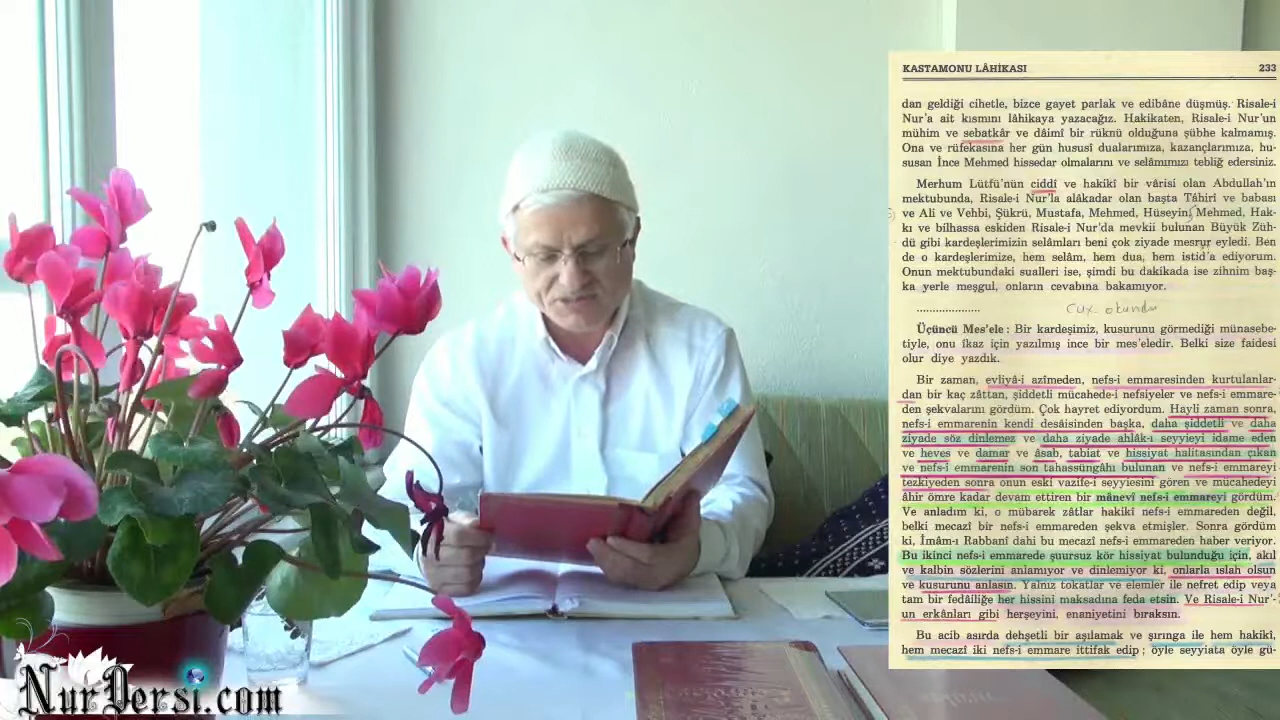 KASTAMONU LÂHİKASI 233
dan geldiği cihetle, bizce gayet parlak ve edibâne düşmüş. Risale-i
Nur'a ait kısmını lâhikaya yazacağız. Hakikaten, Risale-i Nur'un
mühim ve sebatkâr ve dâimî bir rüknü olduğuna şübhe kalmamış.
Ona ve rüfekasına her gün hususî dualarımıza, kazançlarımıza, hu-
susan İnce Mehmed hissedar olmalarını ve selâmımızı tebliğ edersiniz.
Merhum Lütfü'nün ciddî ve hakikî bir vârisi olan Abdullah'ın
mektubunda, Risale-i Nur'la alâkadar olan başta Tâhirî ve babası
ve Ali ve Vehbi, Şükrü, Mustafa, Mehmed, Hüseyin, Mehmed, Hak-
kı ve bilhassa eskiden Risale-i Nur'da mevkii bulunan Büyük Züh-
dü gibi kardeşlerimizin selâmları beni çok ziyade mesrur eyledi. Ben
de o kardeşlerimize, hem selâm, hem dua, hem istid'a ediyorum.
Onun mektubundaki sualleri ise, şimdi bu dakikada ise zihnim baş-
ka yerle meşgul, onların cevabına bakamıyor.
....................
Üçüncü Mes'ele : Bir kardeşimiz, kusurunu görmediği münasebe-
tiyle, onu îkaz için yazılmış ince bir mes'eledir. Belki size faidesi
olur diye yazdık.
Bir zaman, evliyâ-i azîmeden, nefs-i emmaresinden kurtulanlar-
dan bir kaç zâttan, şiddetli mücahede-i nefsiyeler ve nefs-i emmare-
den şekvalarını gördüm. Çok hayret ediyordum. Hayli zaman sonra,
nefs-i emmarenin kendi desâisinden başka, daha şiddetli ve daha
ziyade söz dinlemez ve daha ziyade ahlâk-ı seyyieyi idame eden
ve heves ve damar ve âsab, tabiat ve hissiyat halitasından çıkan
ve nefs-i emmarenin son tahassüngâhı bulunan ve nefs-i emmareyi
tezkiyeden sonra onun eski vazife-i seyyiesini gören ve mücahedeyi
âhir ömre kadar devam ettiren bir mânevî nefs-i emmareyi gördüm.
Ve anladım ki, o mübarek zâtlar hakikî nefs-i emmareden değil,
belki mecazî bir nefs-i emmareden şekva etmişler. Sonra gördüm
ki, İmâm-ı Rabbanî dahi bu mecazî nefs-i emmareden haber veriyor.
Bu ikinci nefs-i emmarede şuursuz kör hissiyat bulunduğu için, akıl
ve kalbin sözlerini anlamıyor ve dinlemiyor ki, onlarla ıslah olsun
ve kusurunu anlasın. Yalnız tokatlar ve elemler ile nefret edip veya
tam bir fedâîliğe her hissini maksadına feda etsin. Ve Risale-i Nur'-
un erkânları gibi herşeyini, enaniyetini bıraksın.
Bu acib asırda dehşetli bir aşılamak ve şırınga ile hem hakikî,
hem mecazî iki nefs-i emmare ittifak edip ; öyle seyyiata öyle gü-
NurDersi.com